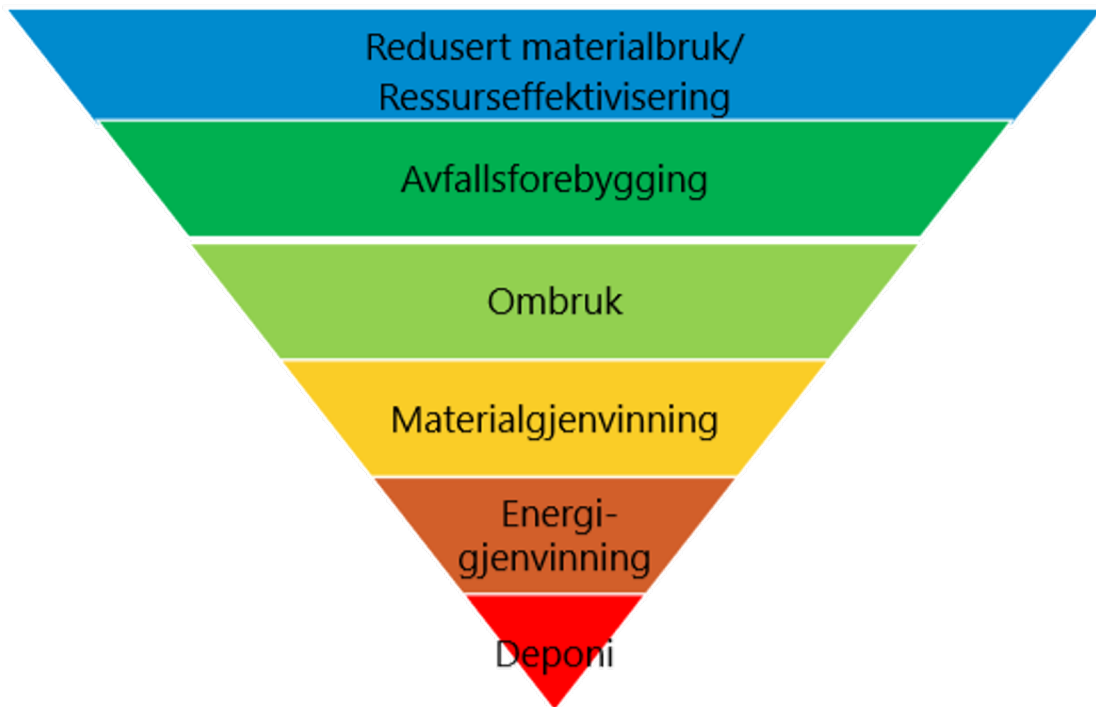 Redusert materialbruk/
Ressurseffektivisering
Avfallsforebygging
Ombruk
Materialgjenvinning
Energi-
gjenvinning
Deponi